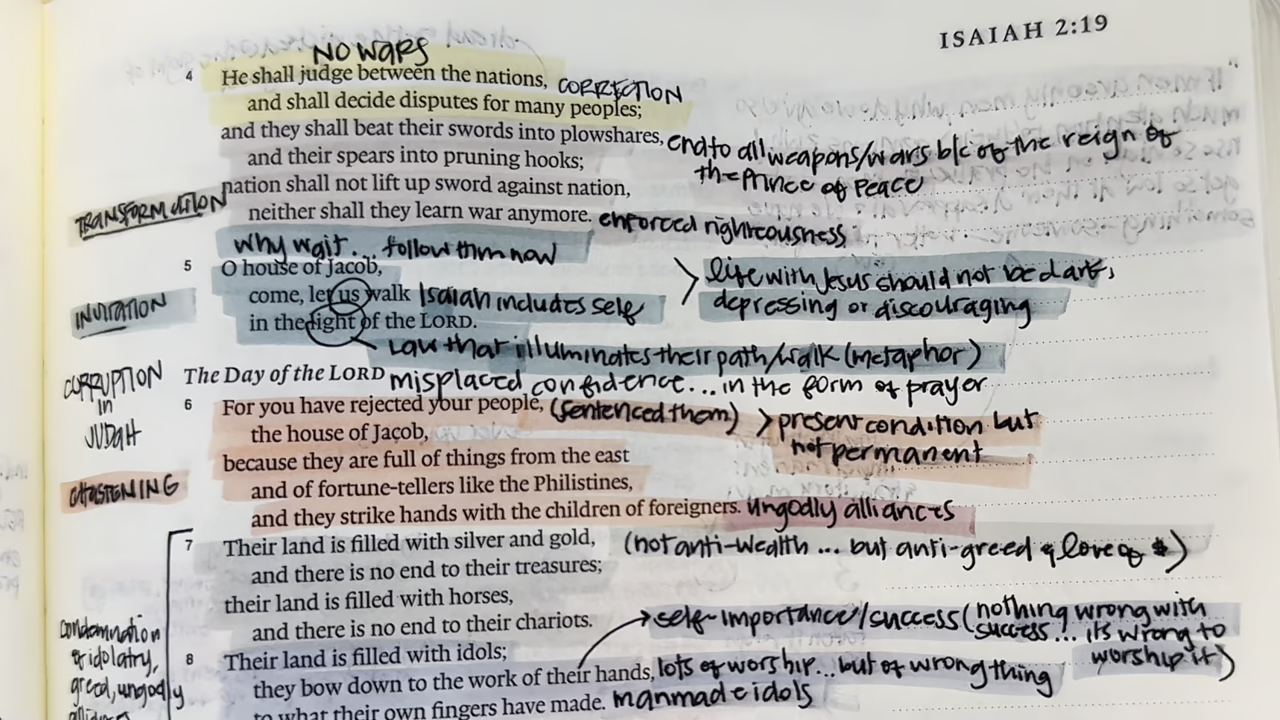 ISAIAH 2:19
NO WARS
4 He shall judge between the nations, CORRECTION
and shall decide disputes for many peoples;
and they shall beat their swords into plowshares, end to all weapons/wars b/c of the reign of
and their spears into pruning hooks; the Prince of Peace
nation shall not lift up sword against nation,
TRANSFORMATION neither shall they learn war anymore. enforced righteousness
why wait... follow Him now
5 O house of Jacob, life with Jesus should not be dark,
come, let us walk Isaiah includes self depressing or discouraging
INVITATION in the light of the LORD.
Law that illuminates their path/walk (metaphor)
CORRUPTION The Day of the LORD misplaced confidence... in the form of prayer
in
JUDAH
6 For you have rejected your people, (sentenced them) > present condition but
the house of Jacob, not permanent
because they are full of things from the east
CHASTENING and of fortune-tellers like the Philistines,
and they strike hands with the children of foreigners. ungodly alliances
7 Their land is filled with silver and gold, (not anti-wealth ... but anti-greed & love of $)
and there is no end to their treasures;
their land is filled with horses,
and there is no end to their chariots. self-importance/success (nothing wrong with
success... its wrong to
worship it)
condemnation
of idolatry,
greed, ungodly
8 Their land is filled with idols;
they bow down to the work of their hands, lots of worship... but of wrong thing
to what their own fingers have made. manmade idols